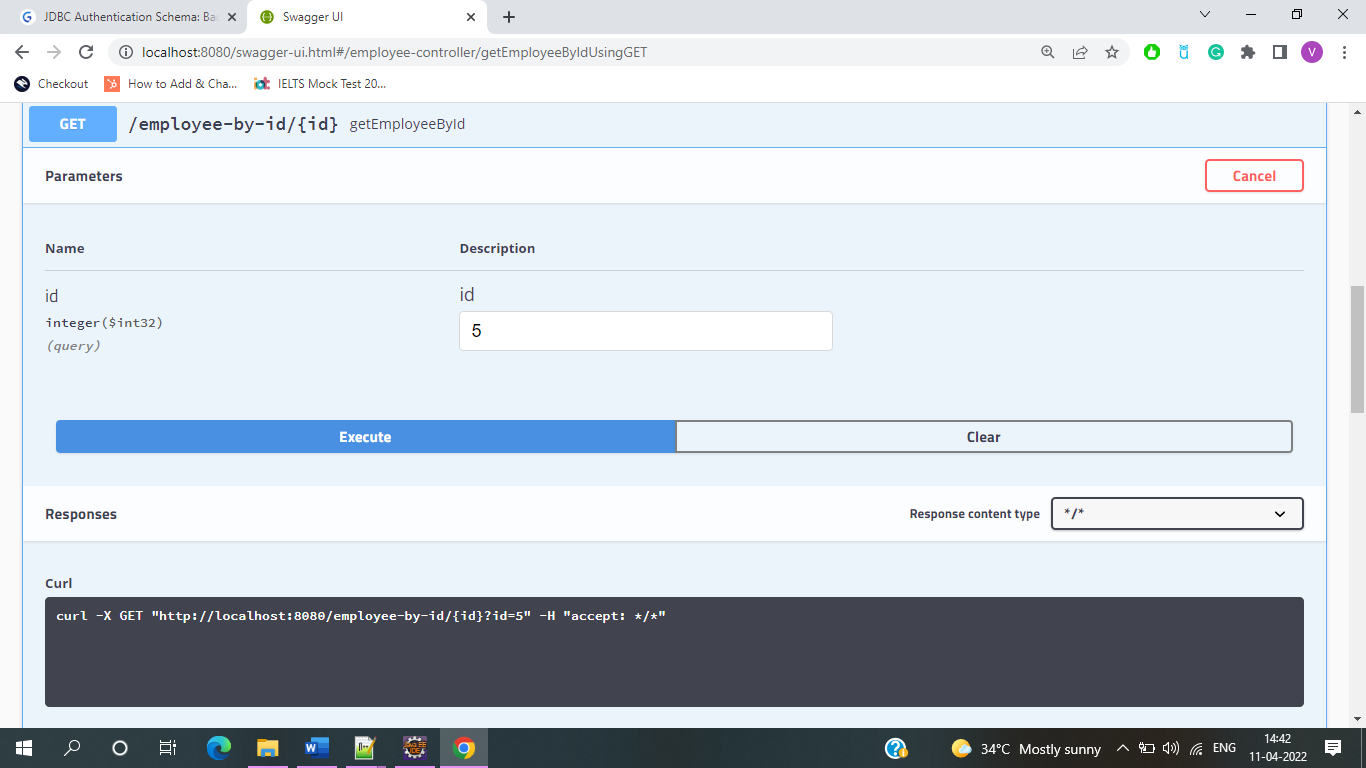 JDBC Authentication Schema: Ba
Swagger UI
localhost:8080/swagger-ui.html#/employee-controller/getEmployeeByIdUsingGET
V
Checkout
How to Add & Cha...
IELTS Mock Test 20...
GET /employee-by-id/{id} getEmployeeById
Parameters
Cancel
Name Description
id
integer($int32)
(query)
id
5
Execute
Clear
Responses
Response content type
*/*
Curl
curl -X GET "http://localhost:8080/employee-by-id/{id}?id=5" -H "accept: */*"
34°C Mostly sunny
ENG
14:42
11-04-2022